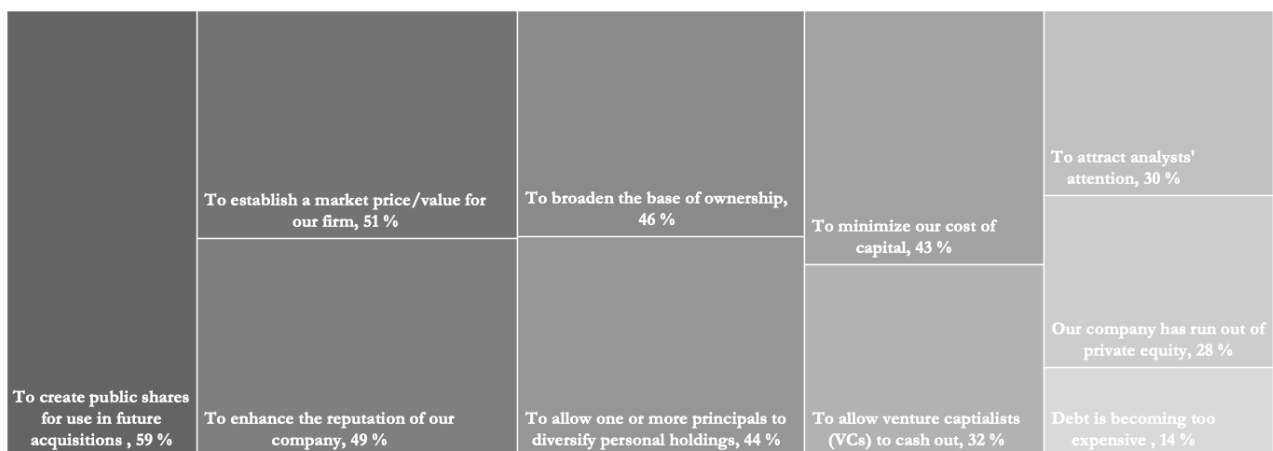 To create public shares
for use in future
acquisitions , 59 %
To establish a market price/value for
our firm, 51 %
To enhance the reputation of our
company, 49 %
To broaden the base of ownership,
46 %
To allow one or more principals to
diversify personal holdings, 44 %
To minimize our cost of
capital, 43 %
To allow venture captialists
(VCs) to cash out, 32 %
To attract analysts'
attention, 30 %
Our company has run out of
private equity, 28 %
Debt is becoming too
expensive , 14 %